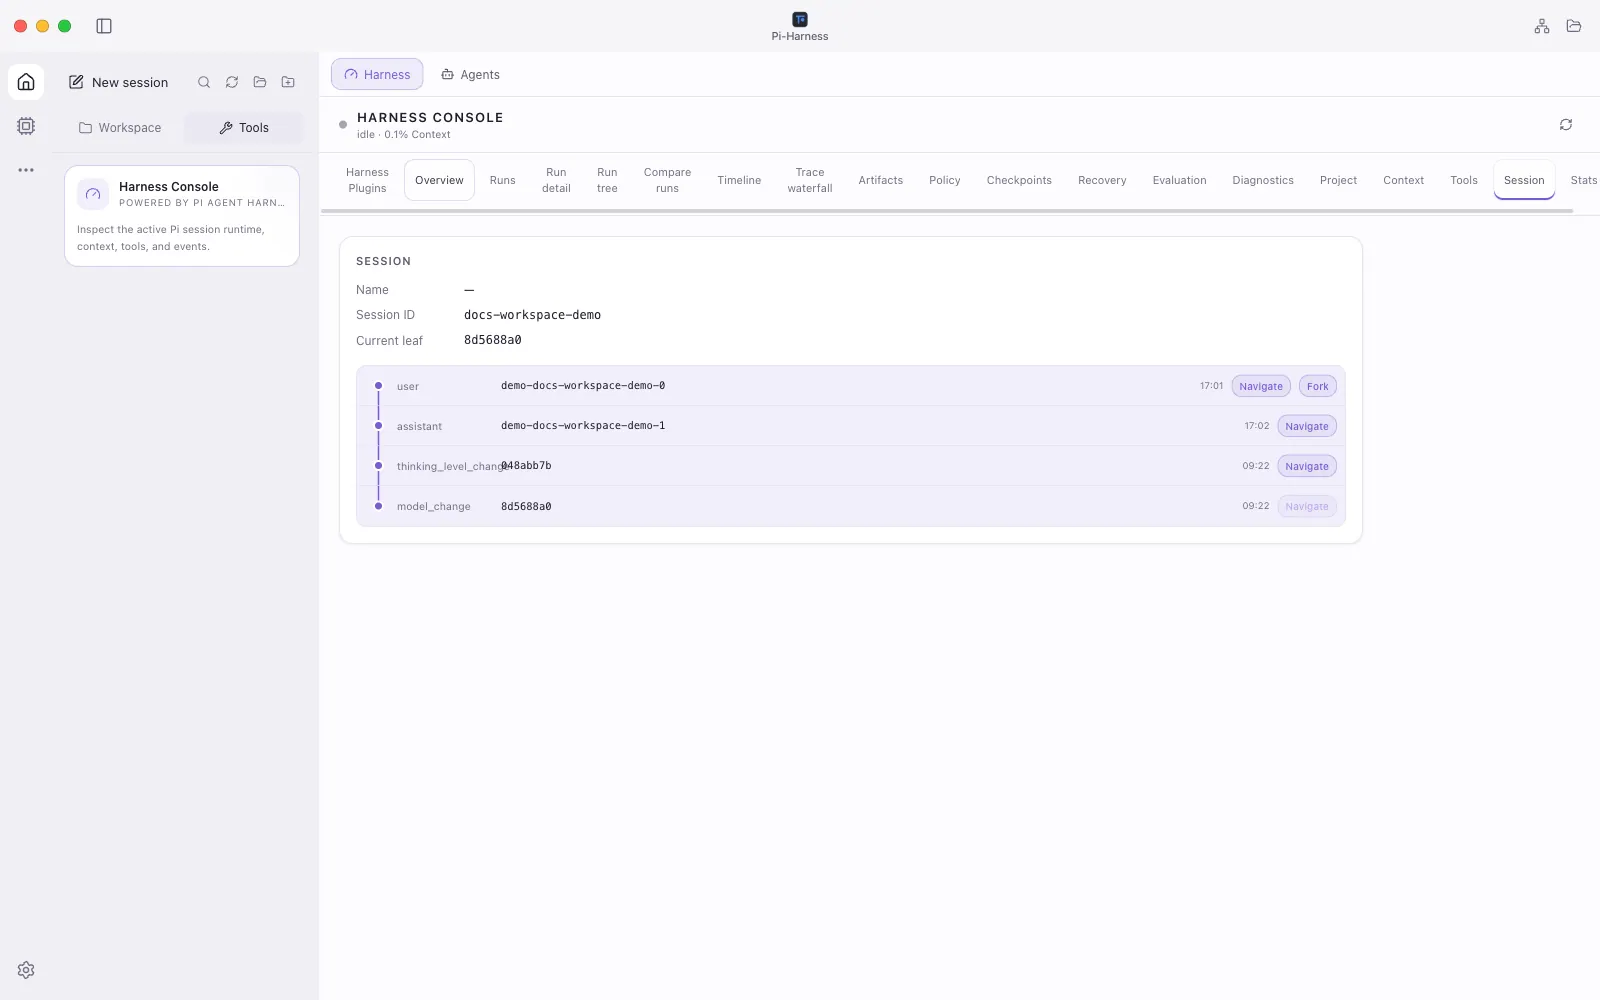 Pi-Harness
New session
Workspace
Tools
Harness Console
POWERED BY PI AGENT HARN...
Inspect the active Pi session runtime,
context, tools, and events.
Harness
Agents
HARNESS CONSOLE
idle · 0.1% Context
Harness
Plugins
Overview
Runs
Run
detail
Run
tree
Compare
runs
Timeline
Trace
waterfall
Artifacts
Policy
Checkpoints
Recovery
Evaluation
Diagnostics
Project
Context
Tools
Session
Stats
SESSION
Name —
Session ID docs-workspace-demo
Current leaf 8d5688a0
user demo-docs-workspace-demo-0 17:01 Navigate Fork
assistant demo-docs-workspace-demo-1 17:02 Navigate
thinking_level_change 048abb7b 09:22 Navigate
model_change 8d5688a0 09:22 Navigate